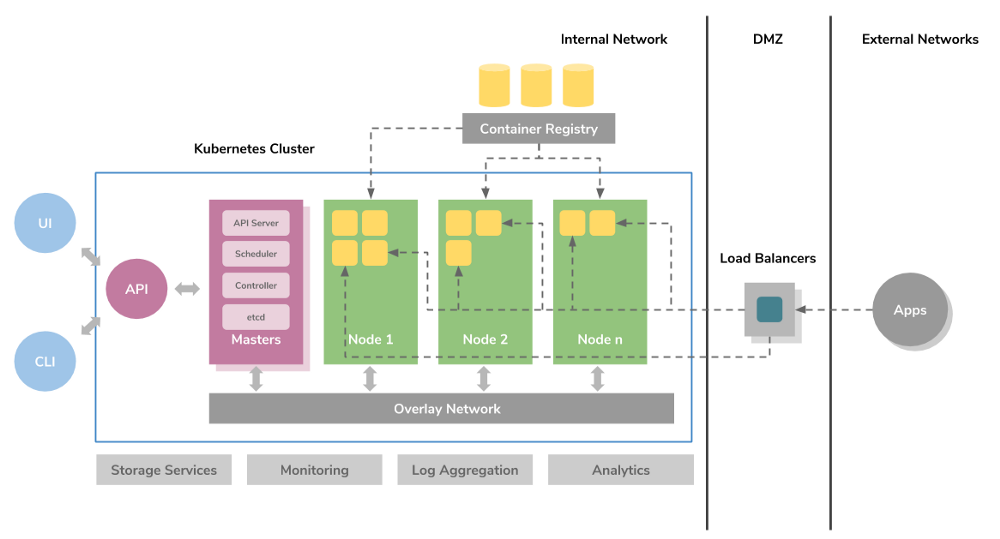 Internal Network
DMZ
External Networks
Container Registry
Kubernetes Cluster
UI
API
CLI
API Server
Scheduler
Controller
etcd
Masters
Node 1
Node 2
Node n
Load Balancers
Apps
Overlay Network
Storage Services
Monitoring
Log Aggregation
Analytics